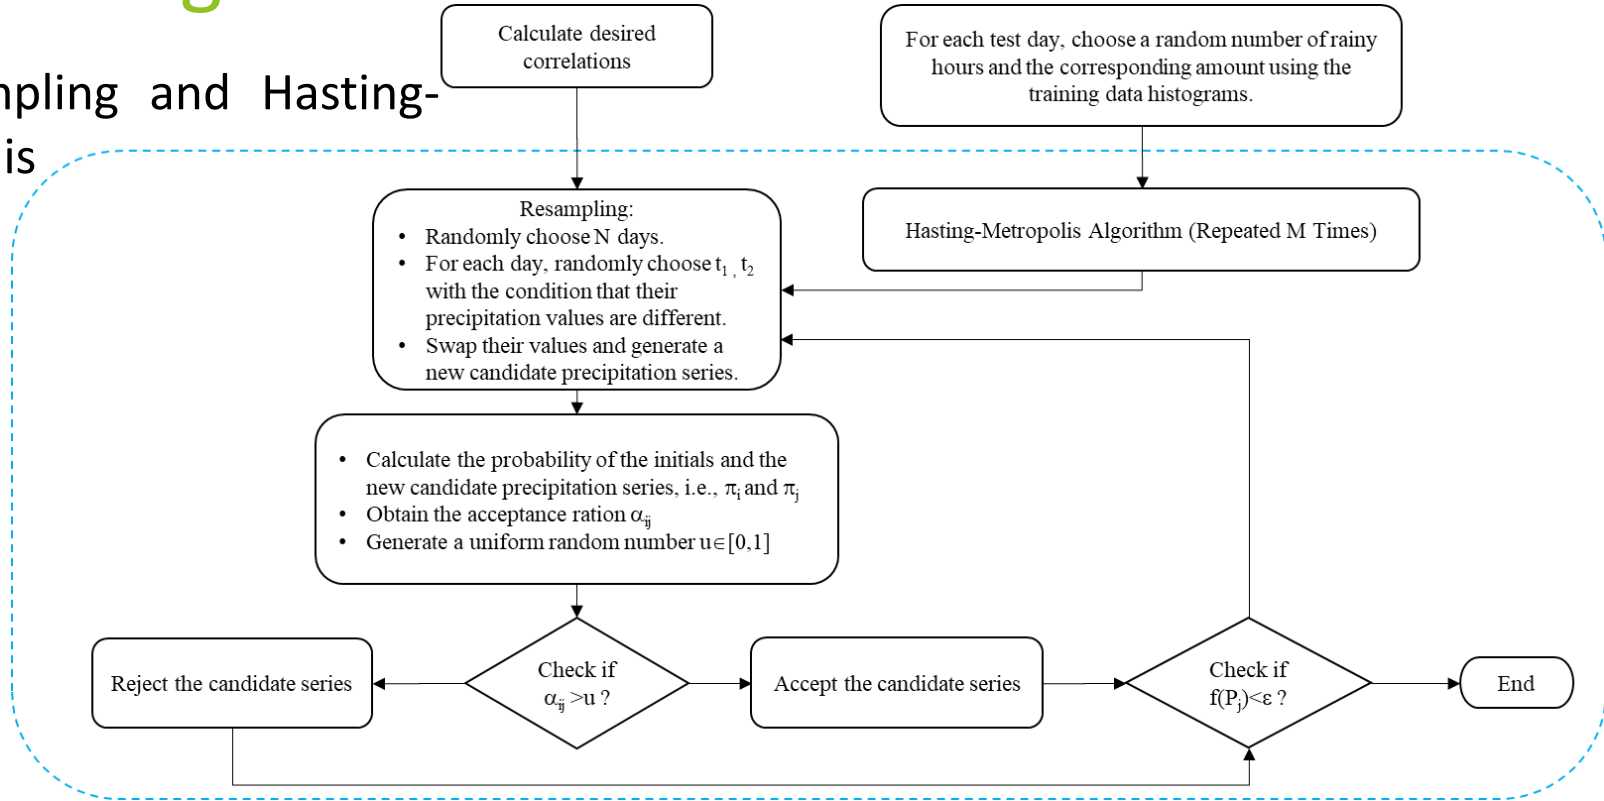 and Hasting-
is
Calculate desired
correlations
For each test day, choose a random number of rainy
hours and the corresponding amount using the
training data histograms.
Resampling:
• Randomly choose N days.
• For each day, randomly choose t₁ , t₂
with the condition that their
precipitation values are different.
• Swap their values and generate a
new candidate precipitation series.
Hasting-Metropolis Algorithm (Repeated M Times)
• Calculate the probability of the initials and the
new candidate precipitation series, i.e., πᵢ and πⱼ
• Obtain the acceptance ration αᵢⱼ
• Generate a uniform random number u∈[0,1]
Reject the candidate series
Check if
αᵢⱼ >u ?
Accept the candidate series
Check if
f(Pⱼ)<ε ?
End